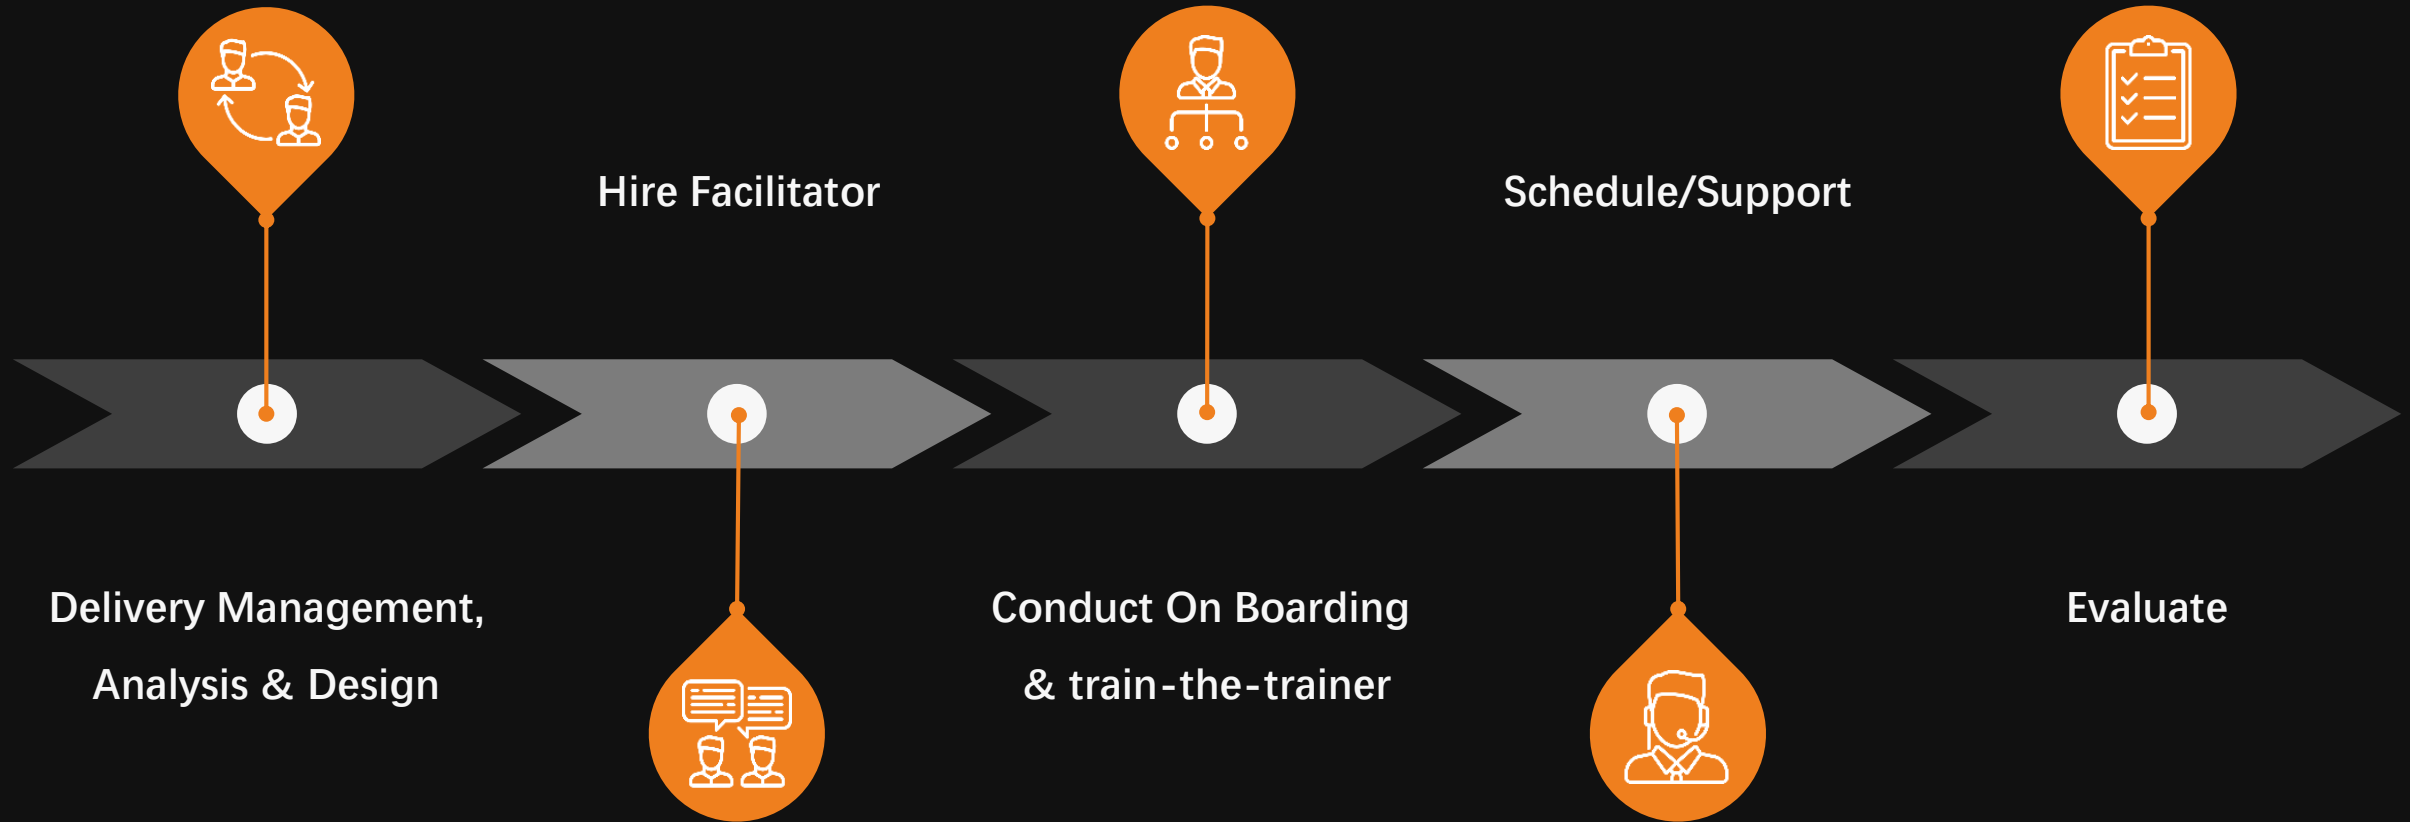 Delivery Management,
Analysis & Design
Hire Facilitator
Conduct On Boarding
& train-the-trainer
Schedule/Support
Evaluate